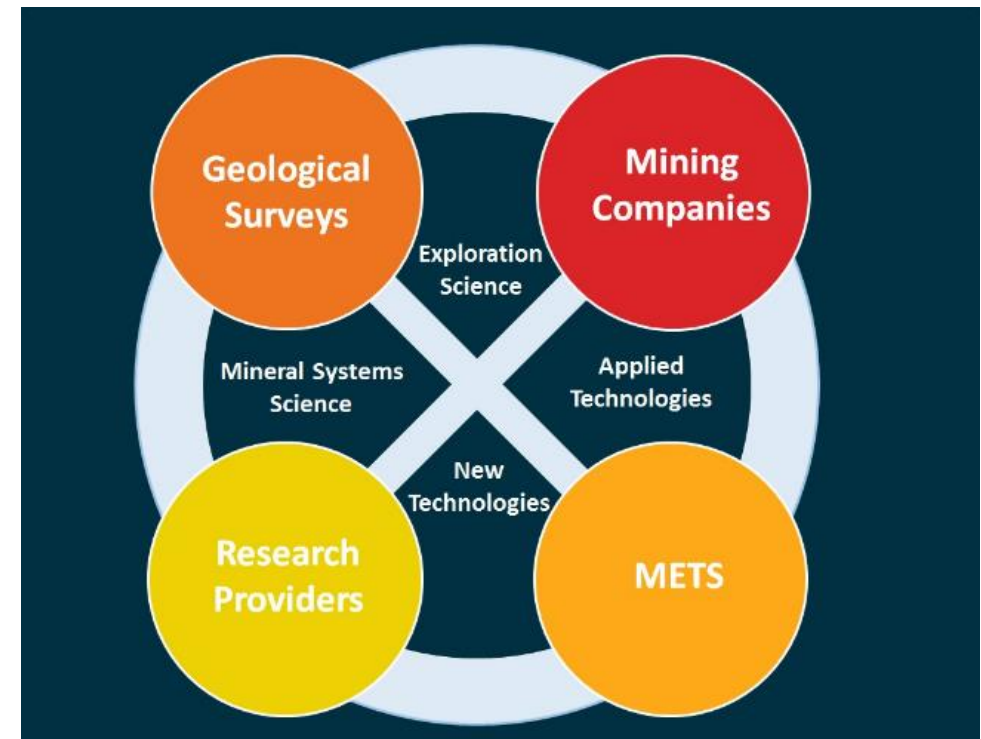 Geological
Surveys
Mining
Companies
Exploration
Science
Mineral Systems
Science
Applied
Technologies
New
Technologies
Research
Providers
METS